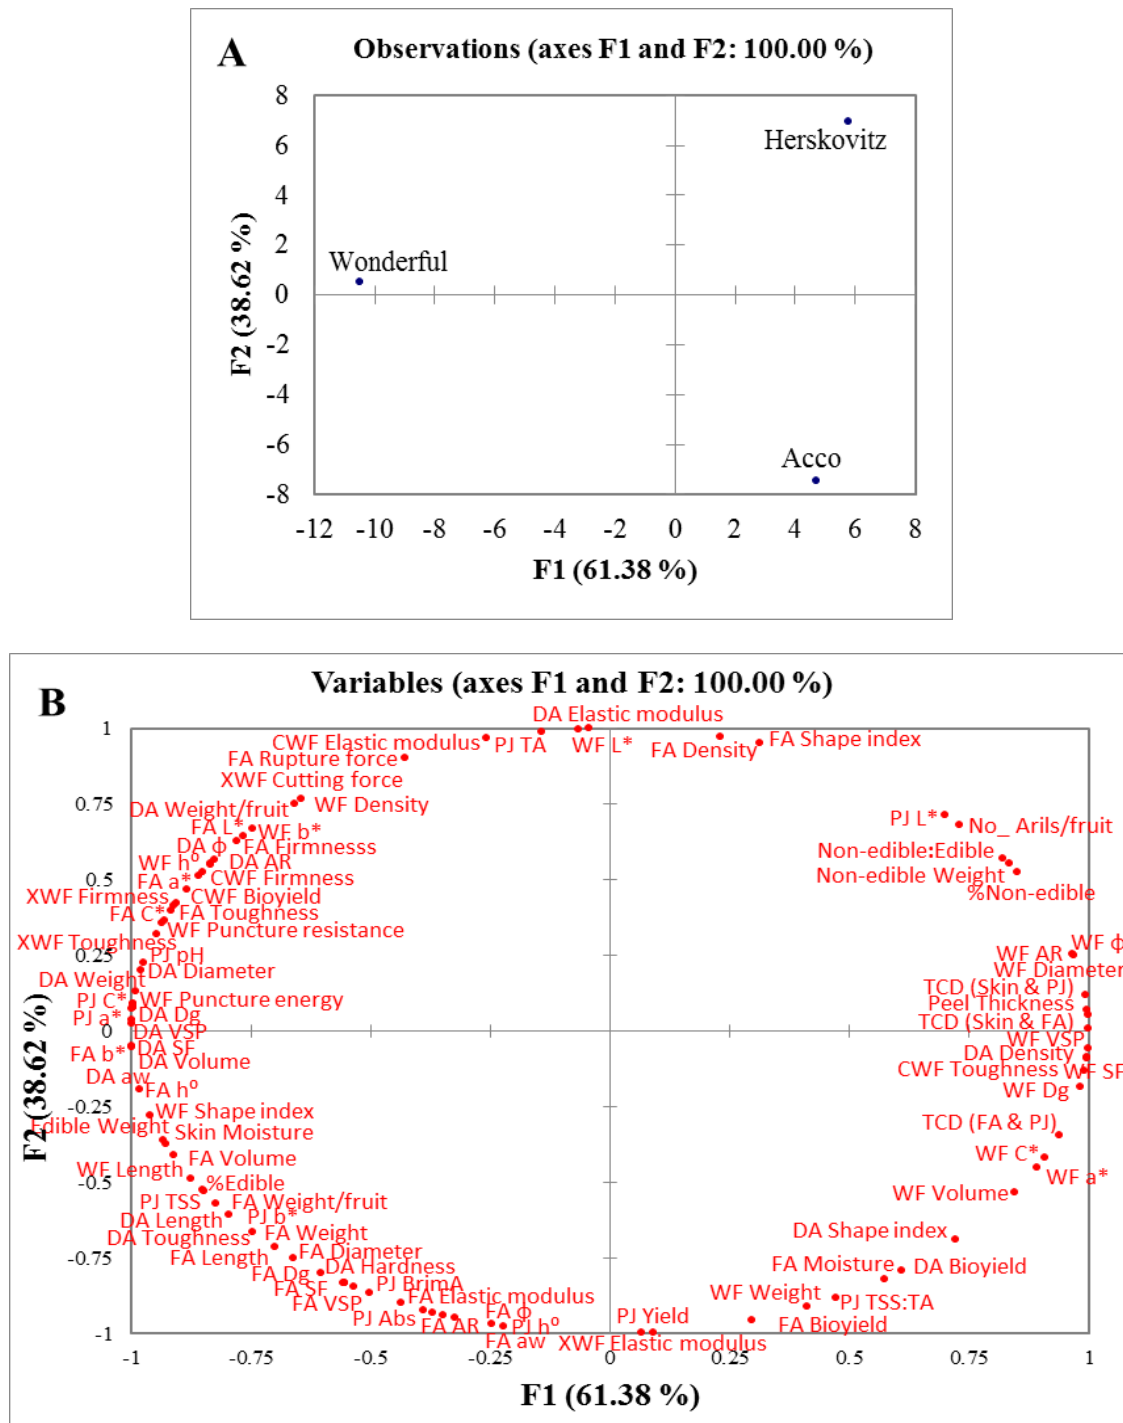 A
Observations (axes F1 and F2: 100.00 %)
8
6
4
2
0
-2
-4
-6
-8
F2 (38.62 %)
Herskovitz
Wonderful
Acco
-12 -10 -8 -6 -4 -2 0 2 4 6 8
F1 (61.38 %)
B
Variables (axes F1 and F2: 100.00 %)
1
0.75
0.5
0.25
0
-0.25
-0.5
-0.75
-1
F2 (38.62 %)
DA Elastic modulus
CWF Elastic modulus
PJ TA
WF L*
FA Density
FA Shape index
FA Rupture force
XWF Cutting force
DA Weight/fruit
WF Density
FA L*
WF b*
DA ϕ
FA Firmnesss
WF hº
DA AR
FA a*
CWF Firmness
XWF Firmness
CWF Bioyield
FA C*
FA Toughness
WF Puncture resistance
XWF Toughness
PJ pH
DA Weight
DA Diameter
PJ C*
WF Puncture energy
PJ a*
DA Dg
DA VSP
FA b*
DA SF
DA Volume
DA aw
FA hº
WF Shape index
Edible Weight
Skin Moisture
FA Volume
WF Length
%Edible
PJ TSS
FA Weight/fruit
DA Length
PJ b*
DA Toughness
FA Weight
FA Length
FA Diameter
FA Dg
DA Hardness
FA SF
PJ BrimA
FA VSP
FA Elastic modulus
PJ Abs
FA AR
FA ϕ
PJ hº
FA aw
PJ L*
No_ Arils/fruit
Non-edible:Edible
Non-edible Weight
%Non-edible
WF AR
WF ϕ
WF Diameter
TCD (Skin & PJ)
Peel Thickness
TCD (Skin & FA)
WF VSP
DA Density
CWF Toughness
WF SF
WF Dg
TCD (FA & PJ)
WF C*
WF a*
WF Volume
DA Shape index
FA Moisture
DA Bioyield
WF Weight
PJ TSS:TA
FA Bioyield
PJ Yield
XWF Elastic modulus
-1 -0.75 -0.5 -0.25 0 0.25 0.5 0.75 1
F1 (61.38 %)